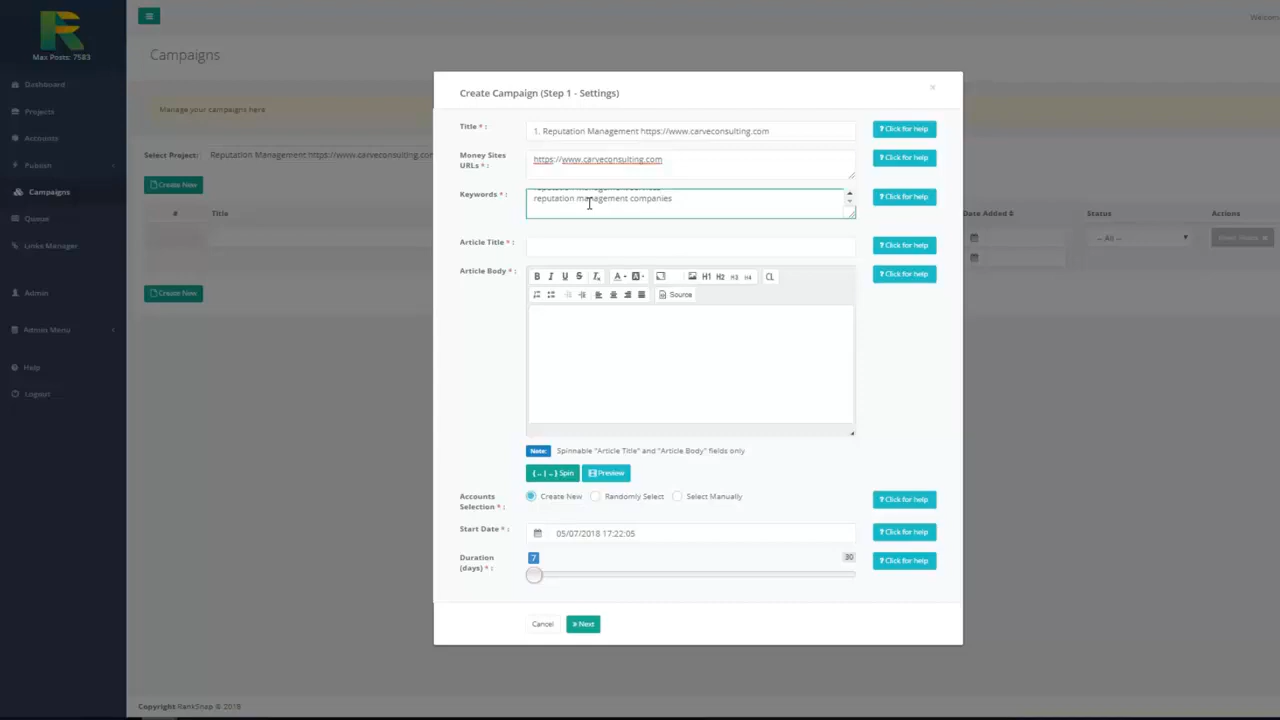 Max Posts: 7583
Welcom
Dashboard
Projects
Accounts
Publish
Campaigns
Queue
Links Manager
Admin
Admin Menu
Help
Logout
Campaigns
Manage your campaigns here
Select Project: Reputation Management https://www.carveconsulting.com
Create New
# Title Date Added Status Actions
-- All --
Create New
Create Campaign (Step 1 - Settings) ×
Title * : 1. Reputation Management https://www.carveconsulting.com ? Click for help
Money Sites URLs * : https://www.carveconsulting.com ? Click for help
Keywords * : reputation management companies ? Click for help
Article Title * : ? Click for help
Article Body * : ? Click for help
B I U S Tx A A H1 H2 H3 H4 CL
Source
Note: Spinnable "Article Title" and "Article Body" fields only
{...|...} Spin Preview
Accounts Selection * : Create New Randomly Select Select Manually ? Click for help
Start Date * : 05/07/2018 17:22:05 ? Click for help
Duration (days) * : 7 30 ? Click for help
Cancel » Next
Copyright RankSnap © 2018